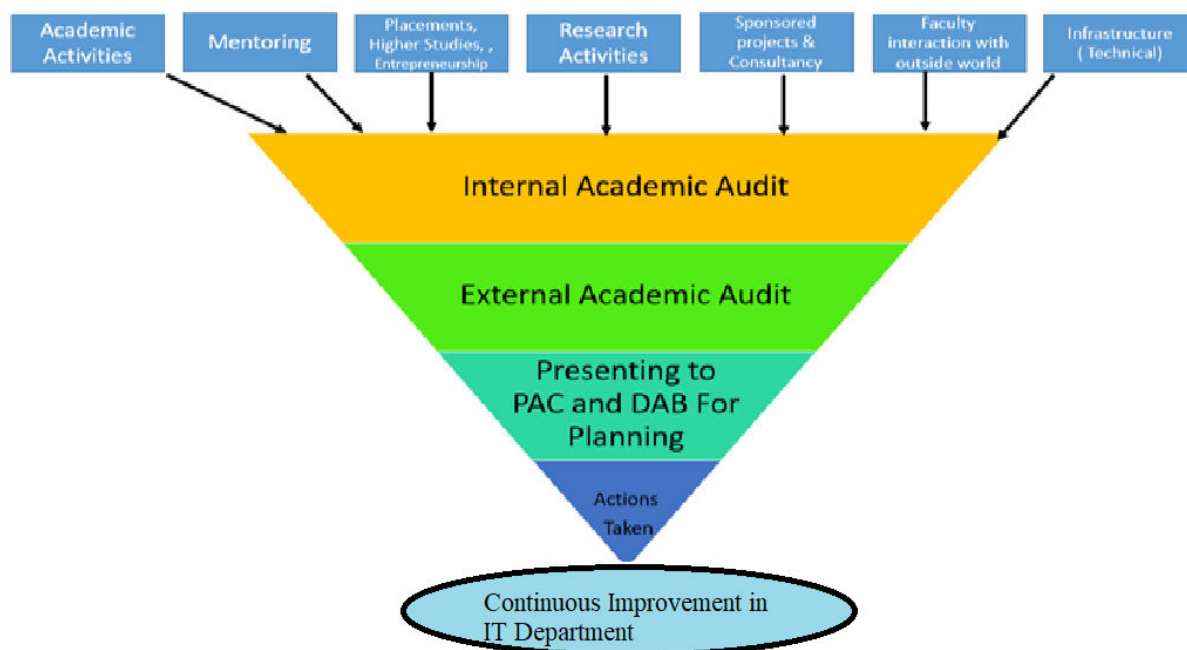 Academic
Activities
Mentoring
Placements,
Higher Studies, ,
Entrepreneurship
Research
Activities
Sponsored
projects &
Consultancy
Faculty
interaction with
outside world
Infrastructure
( Technical)
Internal Academic Audit
External Academic Audit
Presenting to
PAC and DAB For
Planning
Actions
Taken
Continuous Improvement in
IT Department